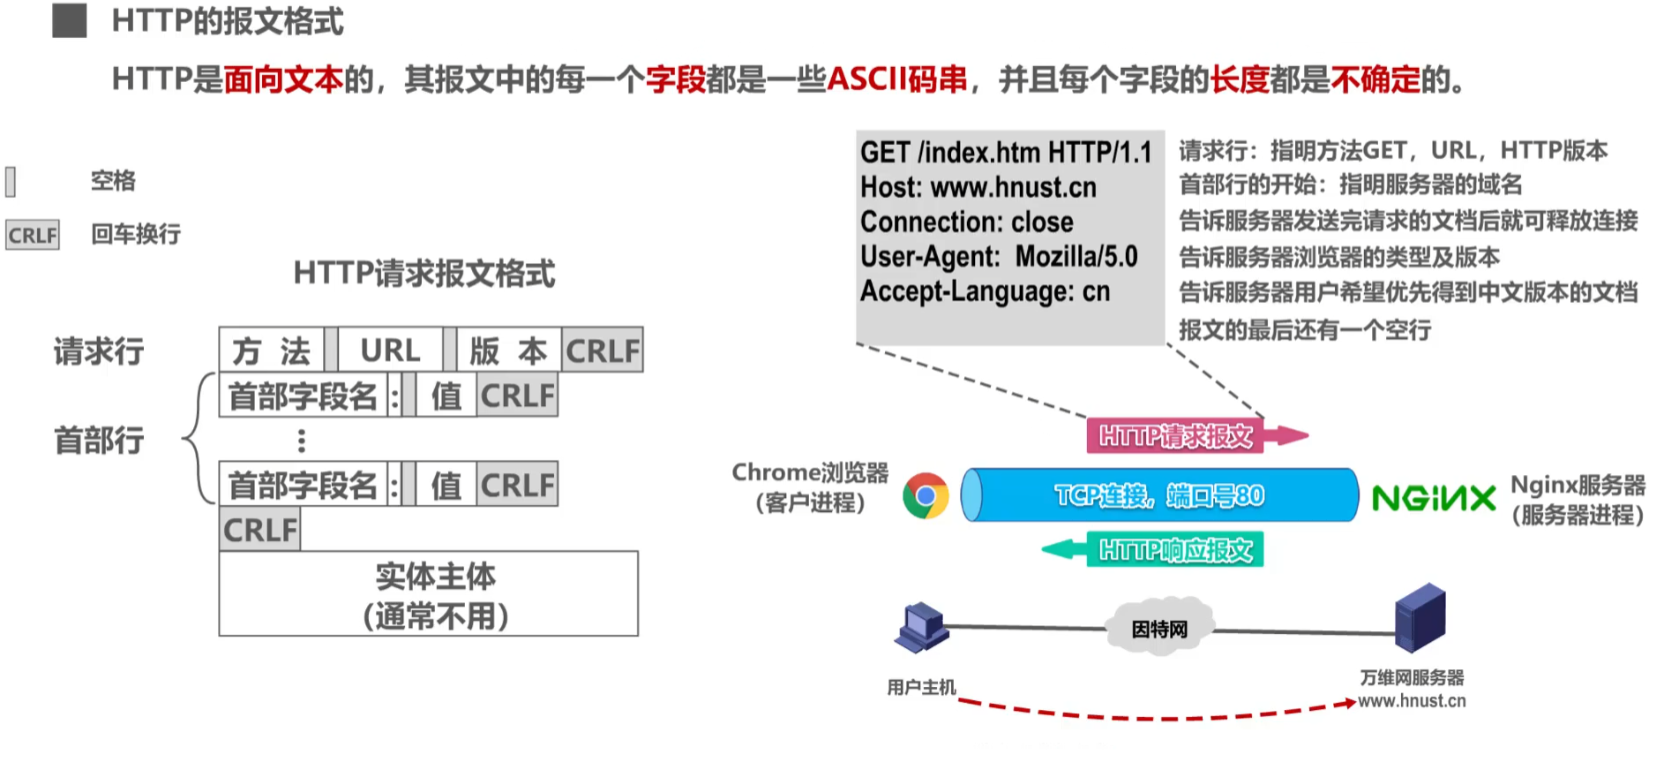 HTTP的报文格式
HTTP是面向文本的，其报文中的每一个字段都是一些ASCII码串，并且每个字段的长度都是不确定的。
空格
CRLF 回车换行
HTTP请求报文格式
请求行 方 法 URL 版 本 CRLF
首部字段名 : 值 CRLF
首部行
首部字段名 : 值 CRLF
CRLF
实体主体
（通常不用）
GET /index.htm HTTP/1.1 请求行：指明方法GET，URL，HTTP版本
Host: www.hnust.cn 首部行的开始：指明服务器的域名
Connection: close 告诉服务器发送完请求的文档后就可释放连接
User-Agent: Mozilla/5.0 告诉服务器浏览器的类型及版本
Accept-Language: cn 告诉服务器用户希望优先得到中文版本的文档
报文的最后还有一个空行
HTTP请求报文
Chrome浏览器
（客户进程）
TCP连接，端口号80
NGINX
Nginx服务器
（服务器进程）
HTTP响应报文
因特网
用户主机
万维网服务器
www.hnust.cn